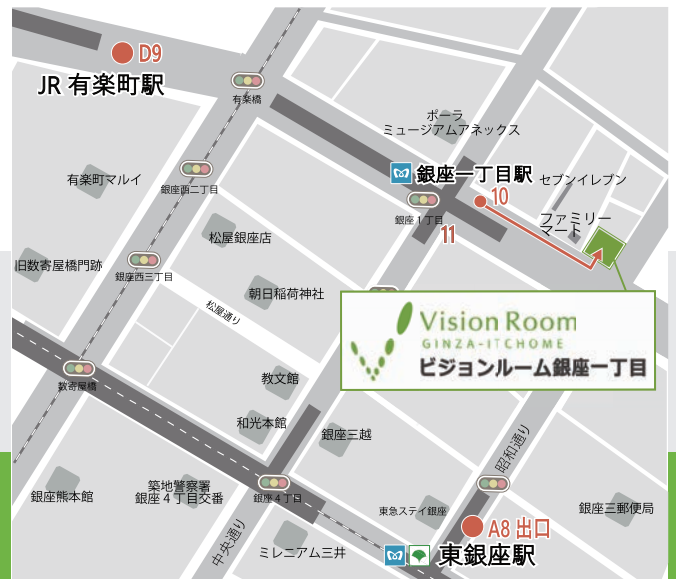 D9
JR 有楽町駅
有楽橋
ポーラ
ミュージアムアネックス
有楽町マルイ
銀座西二丁目
銀座一丁目駅
セブンイレブン
10
銀座1丁目
11
ファミリー
マート
松屋銀座店
旧数寄屋橋門跡
銀座西三丁目
朝日稲荷神社
松屋通り
Vision Room
GINZA-ITCHOME
ビジョンルーム銀座一丁目
数寄屋橋
教文館
和光本館
銀座三越
昭和通り
銀座熊本館
築地警察署
銀座4丁目交番
銀座4丁目
東急ステイ銀座
銀座三郵便局
中央通り
ミレニアム三井
A8 出口
東銀座駅